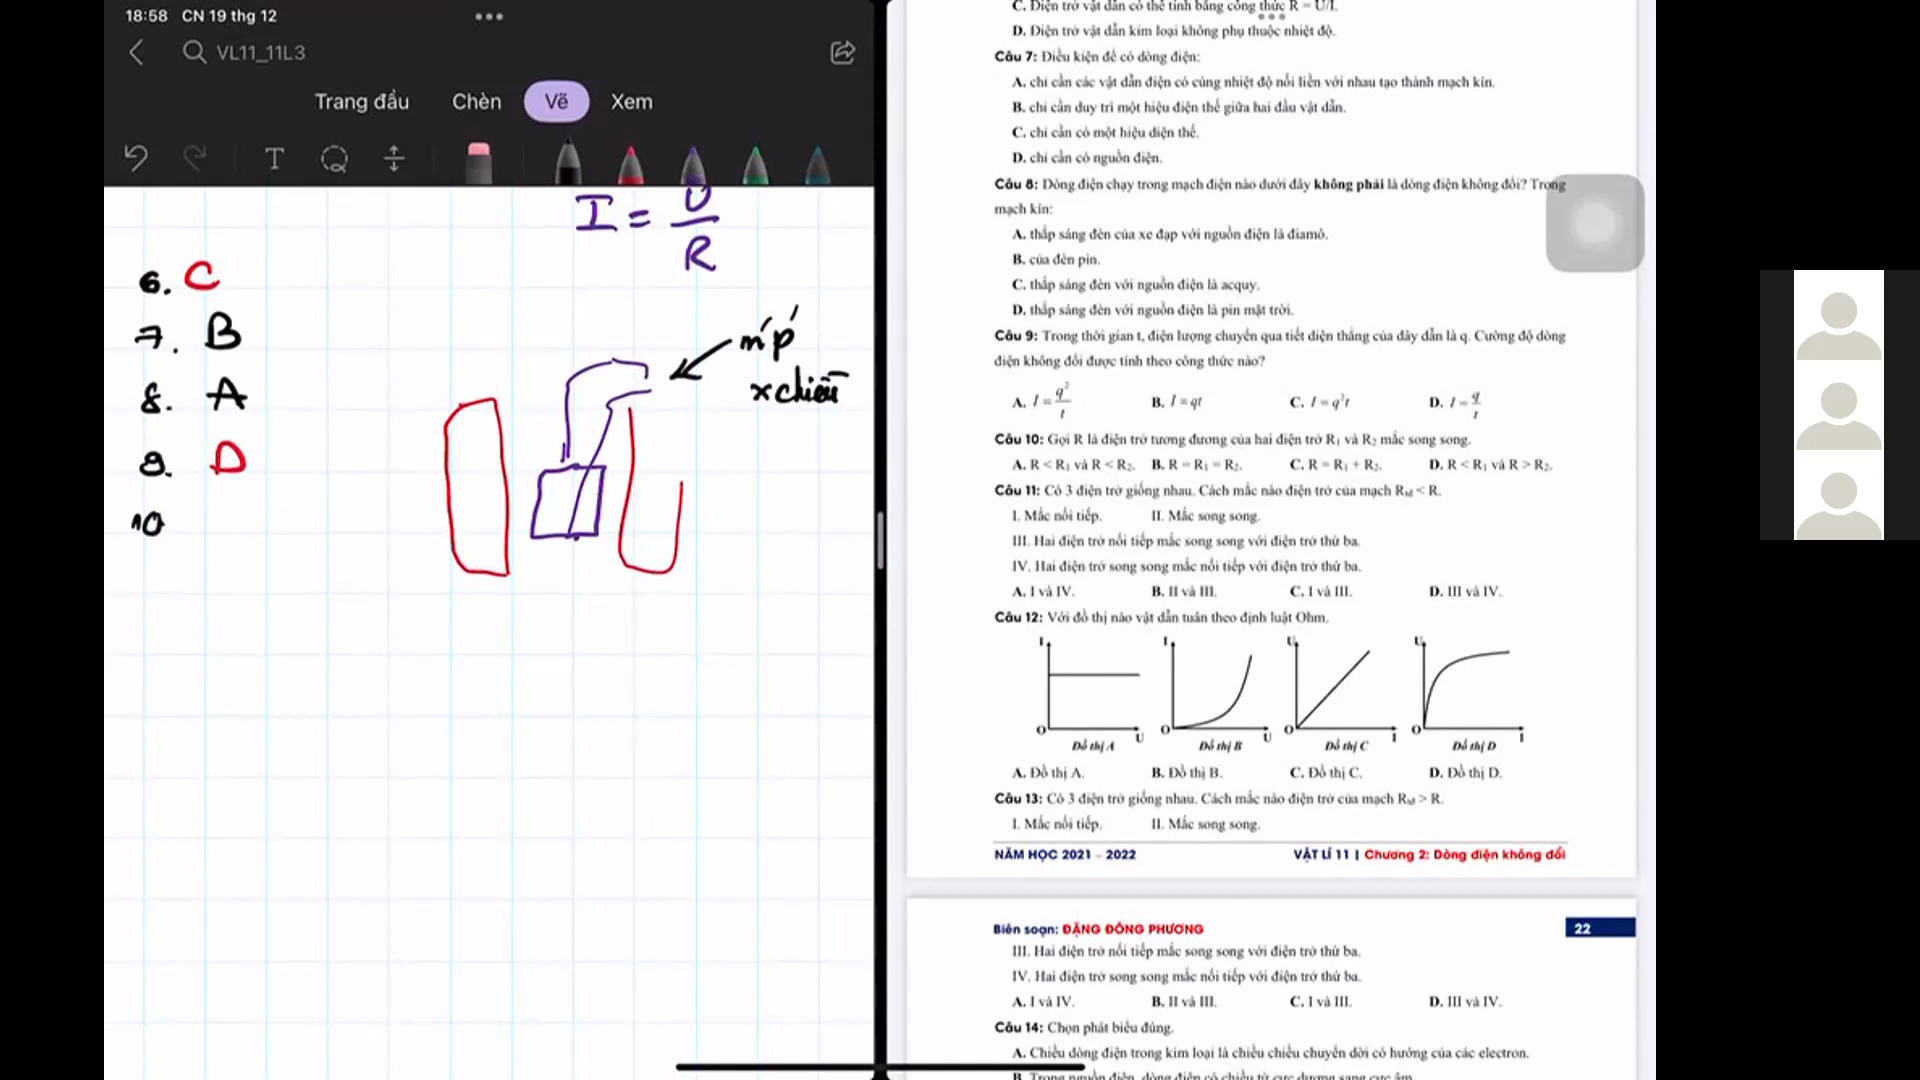 18:58 CN 19 thg 12
VL11_11L3
Trang đầu Chèn Vẽ Xem
T
I = U/R
6. C
7. B
8. A
9. D
10
x chiều
C. Điện trở vật dẫn có thể tính bằng công thức R = U/I.
D. Điện trở vật dẫn kim loại không phụ thuộc nhiệt độ.
Câu 7: Điều kiện để có dòng điện:
A. chỉ cần các vật dẫn điện có cùng nhiệt độ nối liền với nhau tạo thành mạch kín.
B. chỉ cần duy trì một hiệu điện thế giữa hai đầu vật dẫn.
C. chỉ cần có một hiệu điện thế.
D. chỉ cần có nguồn điện.
Câu 8: Dòng điện chạy trong mạch điện nào dưới đây không phải là dòng điện không đổi? Trong
mạch kín:
A. thắp sáng đèn của xe đạp với nguồn điện là điamô.
B. của đèn pin.
C. thắp sáng đèn với nguồn điện là acquy.
D. thắp sáng đèn với nguồn điện là pin mặt trời.
Câu 9: Trong thời gian t, điện lượng chuyển qua tiết diện thẳng của dây dẫn là q. Cường độ dòng
điện không đổi được tính theo công thức nào?
A. I = q²/t B. I = qt C. I = q²t D. I = q/t
Câu 10: Gọi R là điện trở tương đương của hai điện trở R₁ và R₂ mắc song song.
A. R < R₁ và R < R₂. B. R = R₁ = R₂. C. R = R₁ + R₂. D. R < R₁ và R > R₂.
Câu 11: Có 3 điện trở giống nhau. Cách mắc nào điện trở của mạch RM < R.
I. Mắc nối tiếp. II. Mắc song song.
III. Hai điện trở nối tiếp mắc song song với điện trở thứ ba.
IV. Hai điện trở song song mắc nối tiếp với điện trở thứ ba.
A. I và IV. B. II và III. C. I và III. D. III và IV.
Câu 12: Với đồ thị nào vật dẫn tuân theo định luật Ohm.
I I U U
O U O U O I O I
Đồ thị A Đồ thị B Đồ thị C Đồ thị D
A. Đồ thị A. B. Đồ thị B. C. Đồ thị C. D. Đồ thị D.
Câu 13: Có 3 điện trở giống nhau. Cách mắc nào điện trở của mạch RM > R.
I. Mắc nối tiếp. II. Mắc song song.
NĂM HỌC 2021 - 2022 VẬT LÍ 11 | Chương 2: Dòng điện không đổi
Biên soạn: ĐẶNG ĐÔNG PHƯƠNG 22
III. Hai điện trở nối tiếp mắc song song với điện trở thứ ba.
IV. Hai điện trở song song mắc nối tiếp với điện trở thứ ba.
A. I và IV. B. II và III. C. I và III. D. III và IV.
Câu 14: Chọn phát biểu đúng.
A. Chiều dòng điện trong kim loại là chiều chiều chuyển dời có hướng của các electron.
B. Trong nguồn điện, dòng điện có chiều từ cực dương sang cực âm.